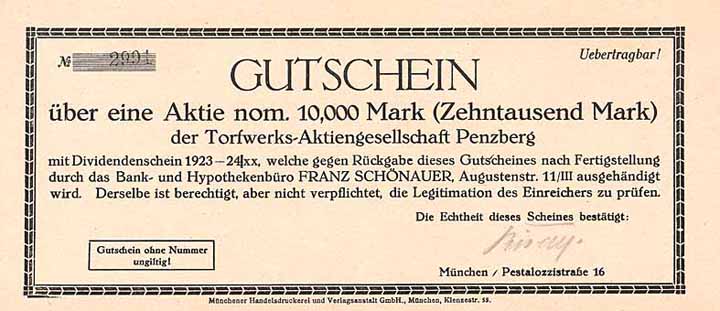 № 2994
Uebertragbar!
GUTSCHEIN
über eine Aktie nom. 10,000 Mark (Zehntausend Mark)
der Torfwerks-Aktiengesellschaft Penzberg
mit Dividendenschein 1923—24xx, welche gegen Rückgabe dieses Gutscheines nach Fertigstellung
durch das Bank- und Hypothekenbüro FRANZ SCHÖNAUER, Augustenstr. 11/III ausgehändigt
wird. Derselbe ist berechtigt, aber nicht verpflichtet, die Legitimation des Einreichers zu prüfen.
Die Echtheit dieses Scheines bestätigt:
Gutschein ohne Nummer
ungiltig!
München / Pestalozzistraße 16
Münchener Handelsdruckerei und Verlagsanstalt GmbH., München, Klenzestr. 55.